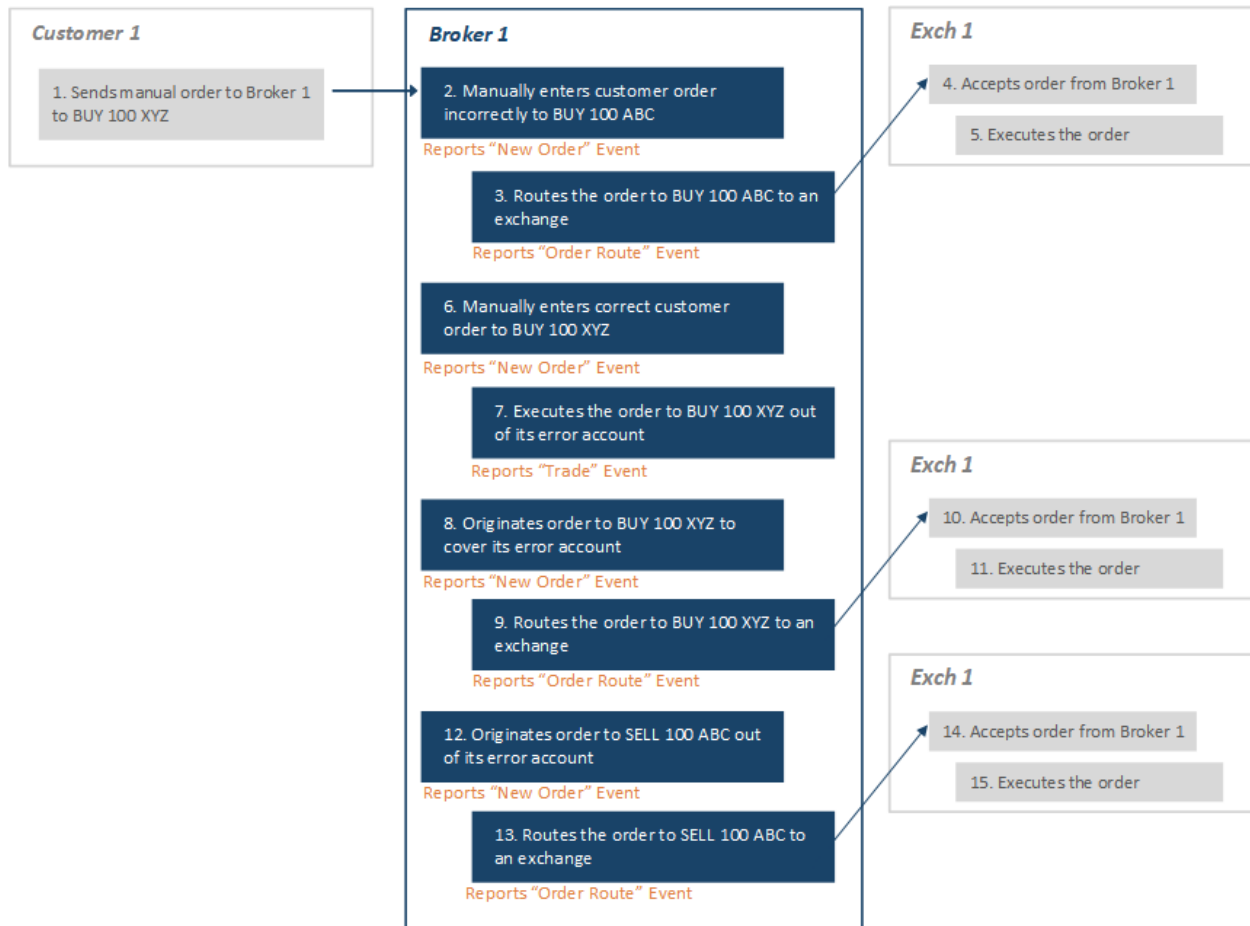 Customer 1
1. Sends manual order to Broker 1
to BUY 100 XYZ
Broker 1
2. Manually enters customer order
incorrectly to BUY 100 ABC
Reports “New Order” Event
3. Routes the order to BUY 100 ABC to an
exchange
Reports “Order Route” Event
Exch 1
4. Accepts order from Broker 1
5. Executes the order
6. Manually enters correct customer
order to BUY 100 XYZ
Reports “New Order” Event
7. Executes the order to BUY 100 XYZ out
of its error account
Reports “Trade” Event
8. Originates order to BUY 100 XYZ to
cover its error account
Reports “New Order” Event
9. Routes the order to BUY 100 XYZ to an
exchange
Reports “Order Route” Event
Exch 1
10. Accepts order from Broker 1
11. Executes the order
12. Originates order to SELL 100 ABC out
of its error account
Reports “New Order” Event
13. Routes the order to SELL 100 ABC to
an exchange
Reports “Order Route” Event
Exch 1
14. Accepts order from Broker 1
15. Executes the order